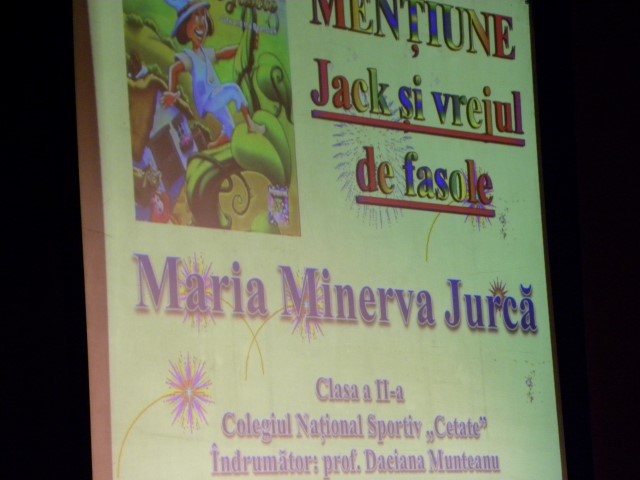 MENȚIUNE
Jack și vrejul
de fasole
Maria Minerva Jurcă
Clasa a II-a
Colegiul Național Sportiv „Cetate”
Îndrumător: prof. Daciana Munteanu